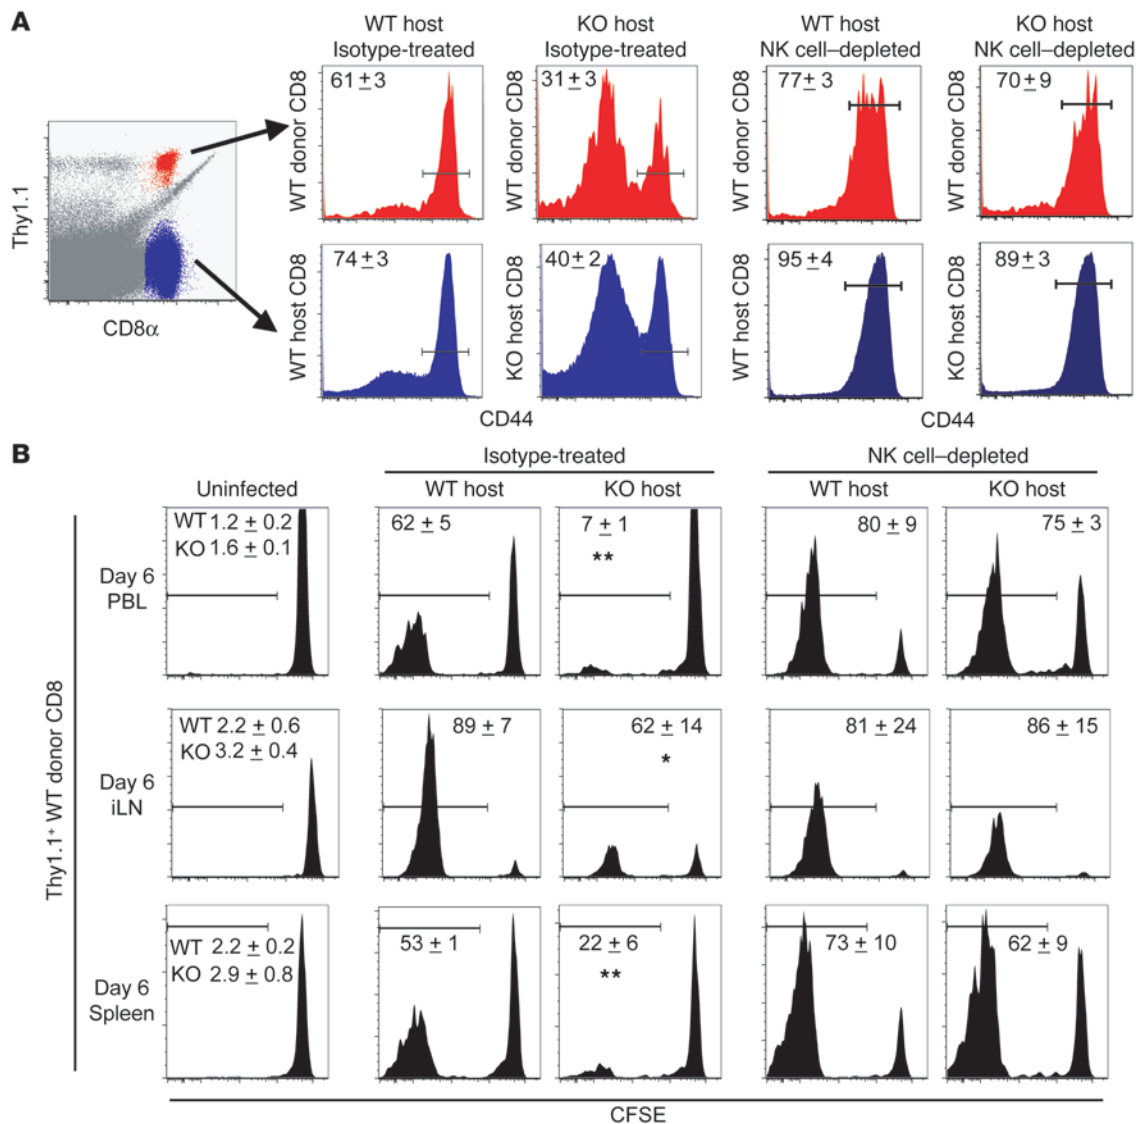 A
WT host
Isotype-treated
KO host
Isotype-treated
WT host
NK cell–depleted
KO host
NK cell–depleted
Thy1.1
CD8α
WT donor CD8
61 ± 3
WT donor CD8
31 ± 3
WT donor CD8
77 ± 3
WT donor CD8
70 ± 9
WT host CD8
74 ± 3
KO host CD8
40 ± 2
WT host CD8
95 ± 4
KO host CD8
89 ± 3
CD44
CD44
B
Isotype-treated
NK cell–depleted
Uninfected
WT host
KO host
WT host
KO host
Thy1.1⁺ WT donor CD8
Day 6
PBL
WT 1.2 ± 0.2
KO 1.6 ± 0.1
62 ± 5
7 ± 1
**
80 ± 9
75 ± 3
Day 6
iLN
WT 2.2 ± 0.6
KO 3.2 ± 0.4
89 ± 7
62 ± 14
*
81 ± 24
86 ± 15
Day 6
Spleen
WT 2.2 ± 0.2
KO 2.9 ± 0.8
53 ± 1
22 ± 6
**
73 ± 10
62 ± 9
CFSE